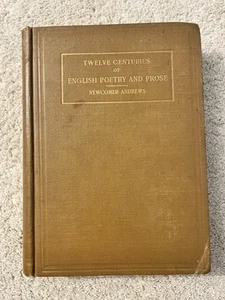 TWELVE CENTURIES
OF
ENGLISH POETRY AND PROSE
NEWCOMER-ANDREWS